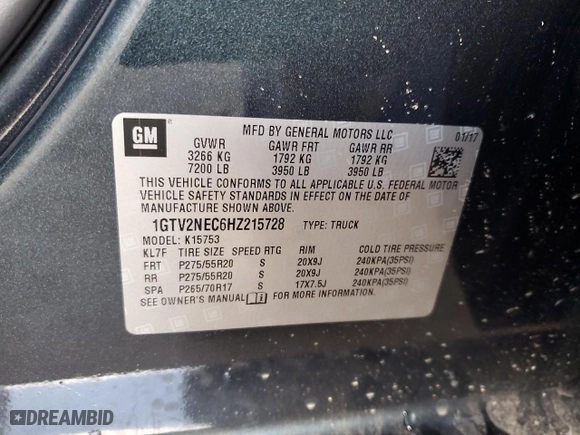 GM
MFD BY GENERAL MOTORS LLC
01/17
GVWR GAWR FRT GAWR RR
3266 KG 1792 KG 1792 KG
7200 LB 3950 LB 3950 LB
THIS VEHICLE CONFORMS TO ALL APPLICABLE U.S. FEDERAL MOTOR
VEHICLE SAFETY STANDARDS IN EFFECT ON THE DATE OF
MANUFACTURE SHOWN ABOVE.
1GTV2NEC6HZ215728 TYPE: TRUCK
MODEL: K15753
KL7F TIRE SIZE SPEED RTG RIM COLD TIRE PRESSURE
FRT P275/55R20 S 20X9J 240KPA(35PSI)
RR P275/55R20 S 20X9J 240KPA(35PSI)
SPA P265/70R17 S 17X7.5J 240KPA(35PSI)
SEE OWNER'S MANUAL FOR MORE INFORMATION.
DREAMBID